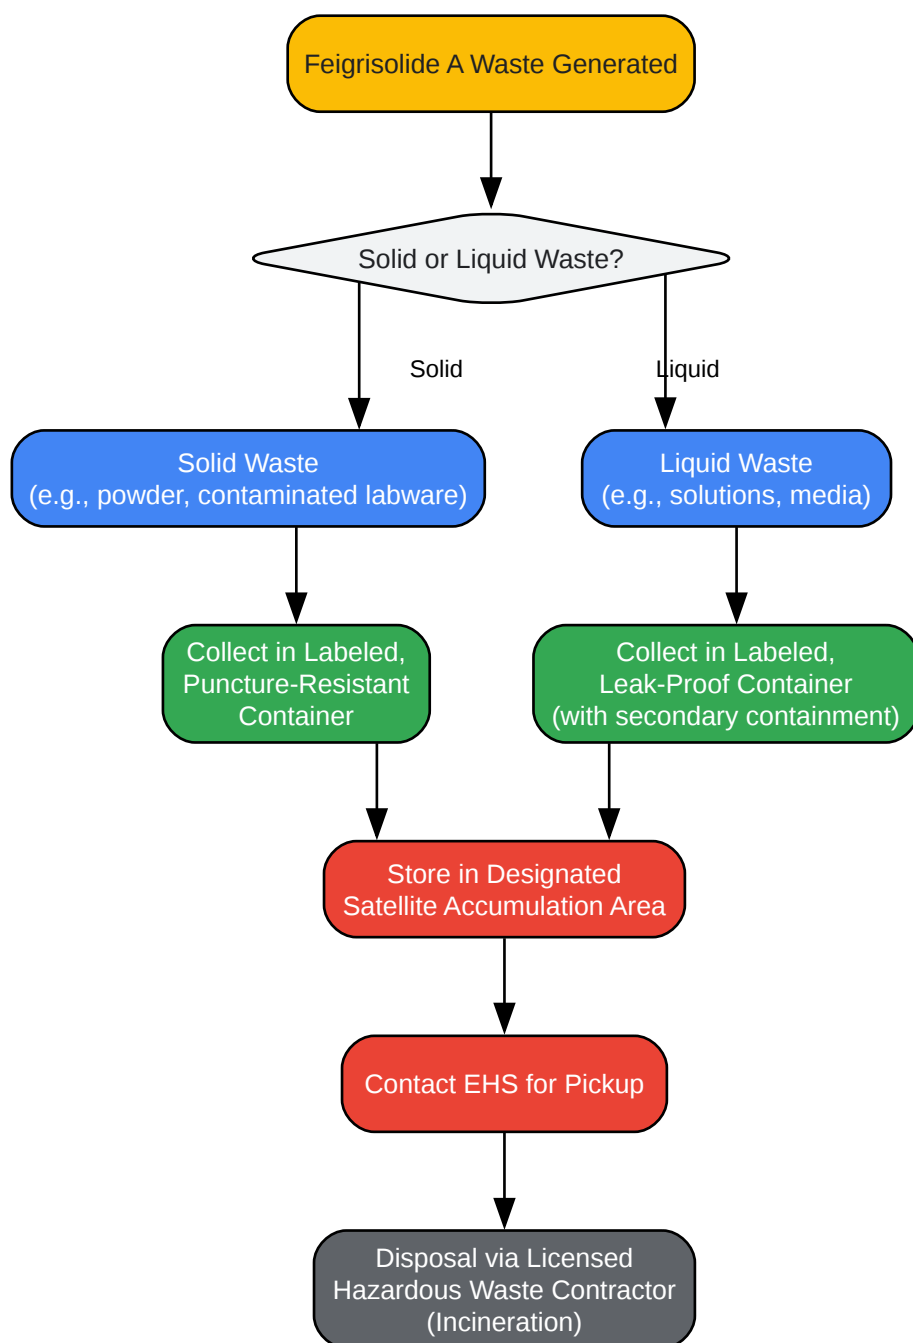 Feigrisolide A Waste Generated
Solid or Liquid Waste?
Solid
Liquid
Solid Waste
(e.g., powder, contaminated labware)
Liquid Waste
(e.g., solutions, media)
Collect in Labeled,
Puncture-Resistant
Container
Collect in Labeled,
Leak-Proof Container
(with secondary containment)
Store in Designated
Satellite Accumulation Area
Contact EHS for Pickup
Disposal via Licensed
Hazardous Waste Contractor
(Incineration)